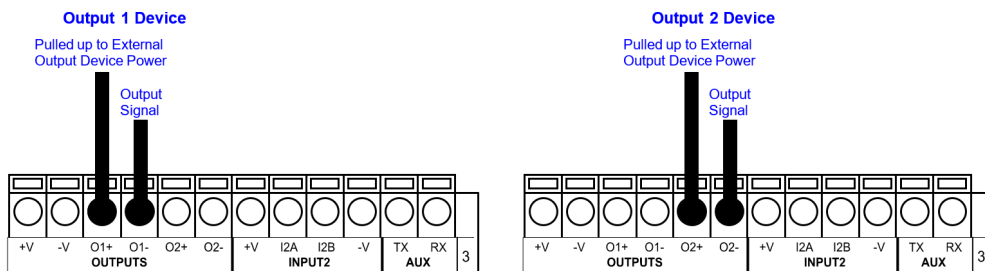 Output 1 Device
Pulled up to External
Output Device Power
Output
Signal
+V -V O1+ O1- O2+ O2- +V I2A I2B -V TX RX 3
OUTPUTS INPUT2 AUX
Output 2 Device
Pulled up to External
Output Device Power
Output
Signal
+V -V O1+ O1- O2+ O2- +V I2A I2B -V TX RX 3
OUTPUTS INPUT2 AUX